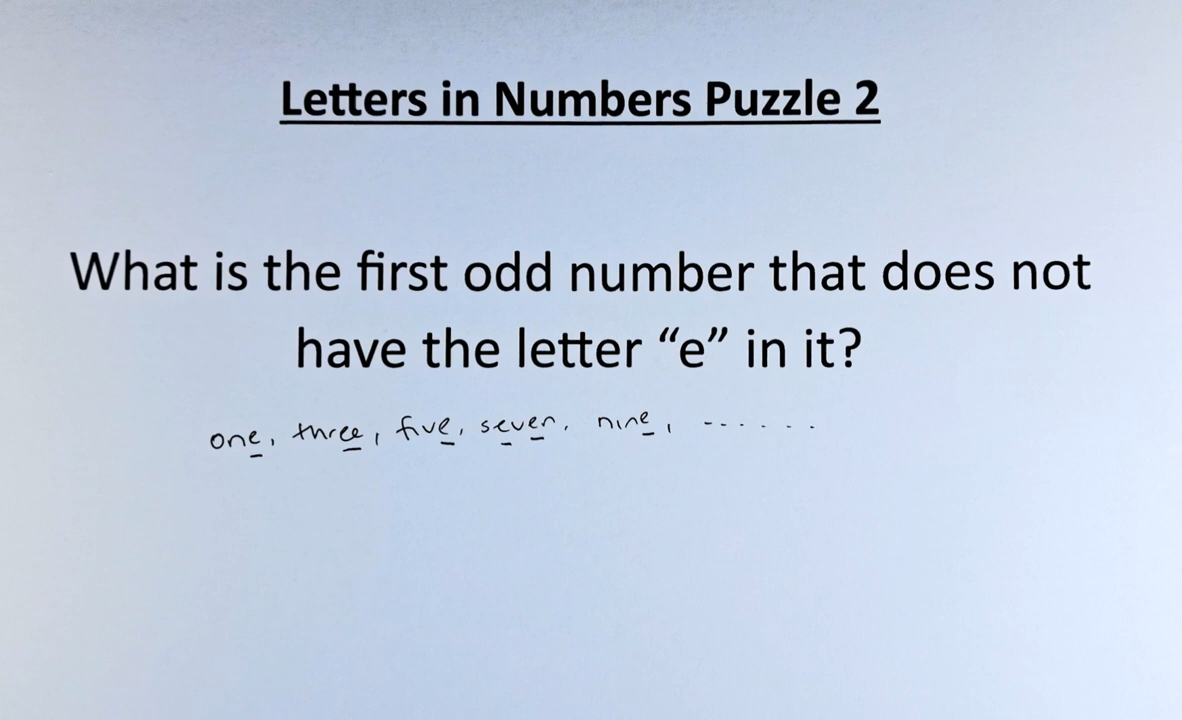 Letters in Numbers Puzzle 2
What is the first odd number that does not
have the letter “e” in it?
one, three, five, seven, nine, .......